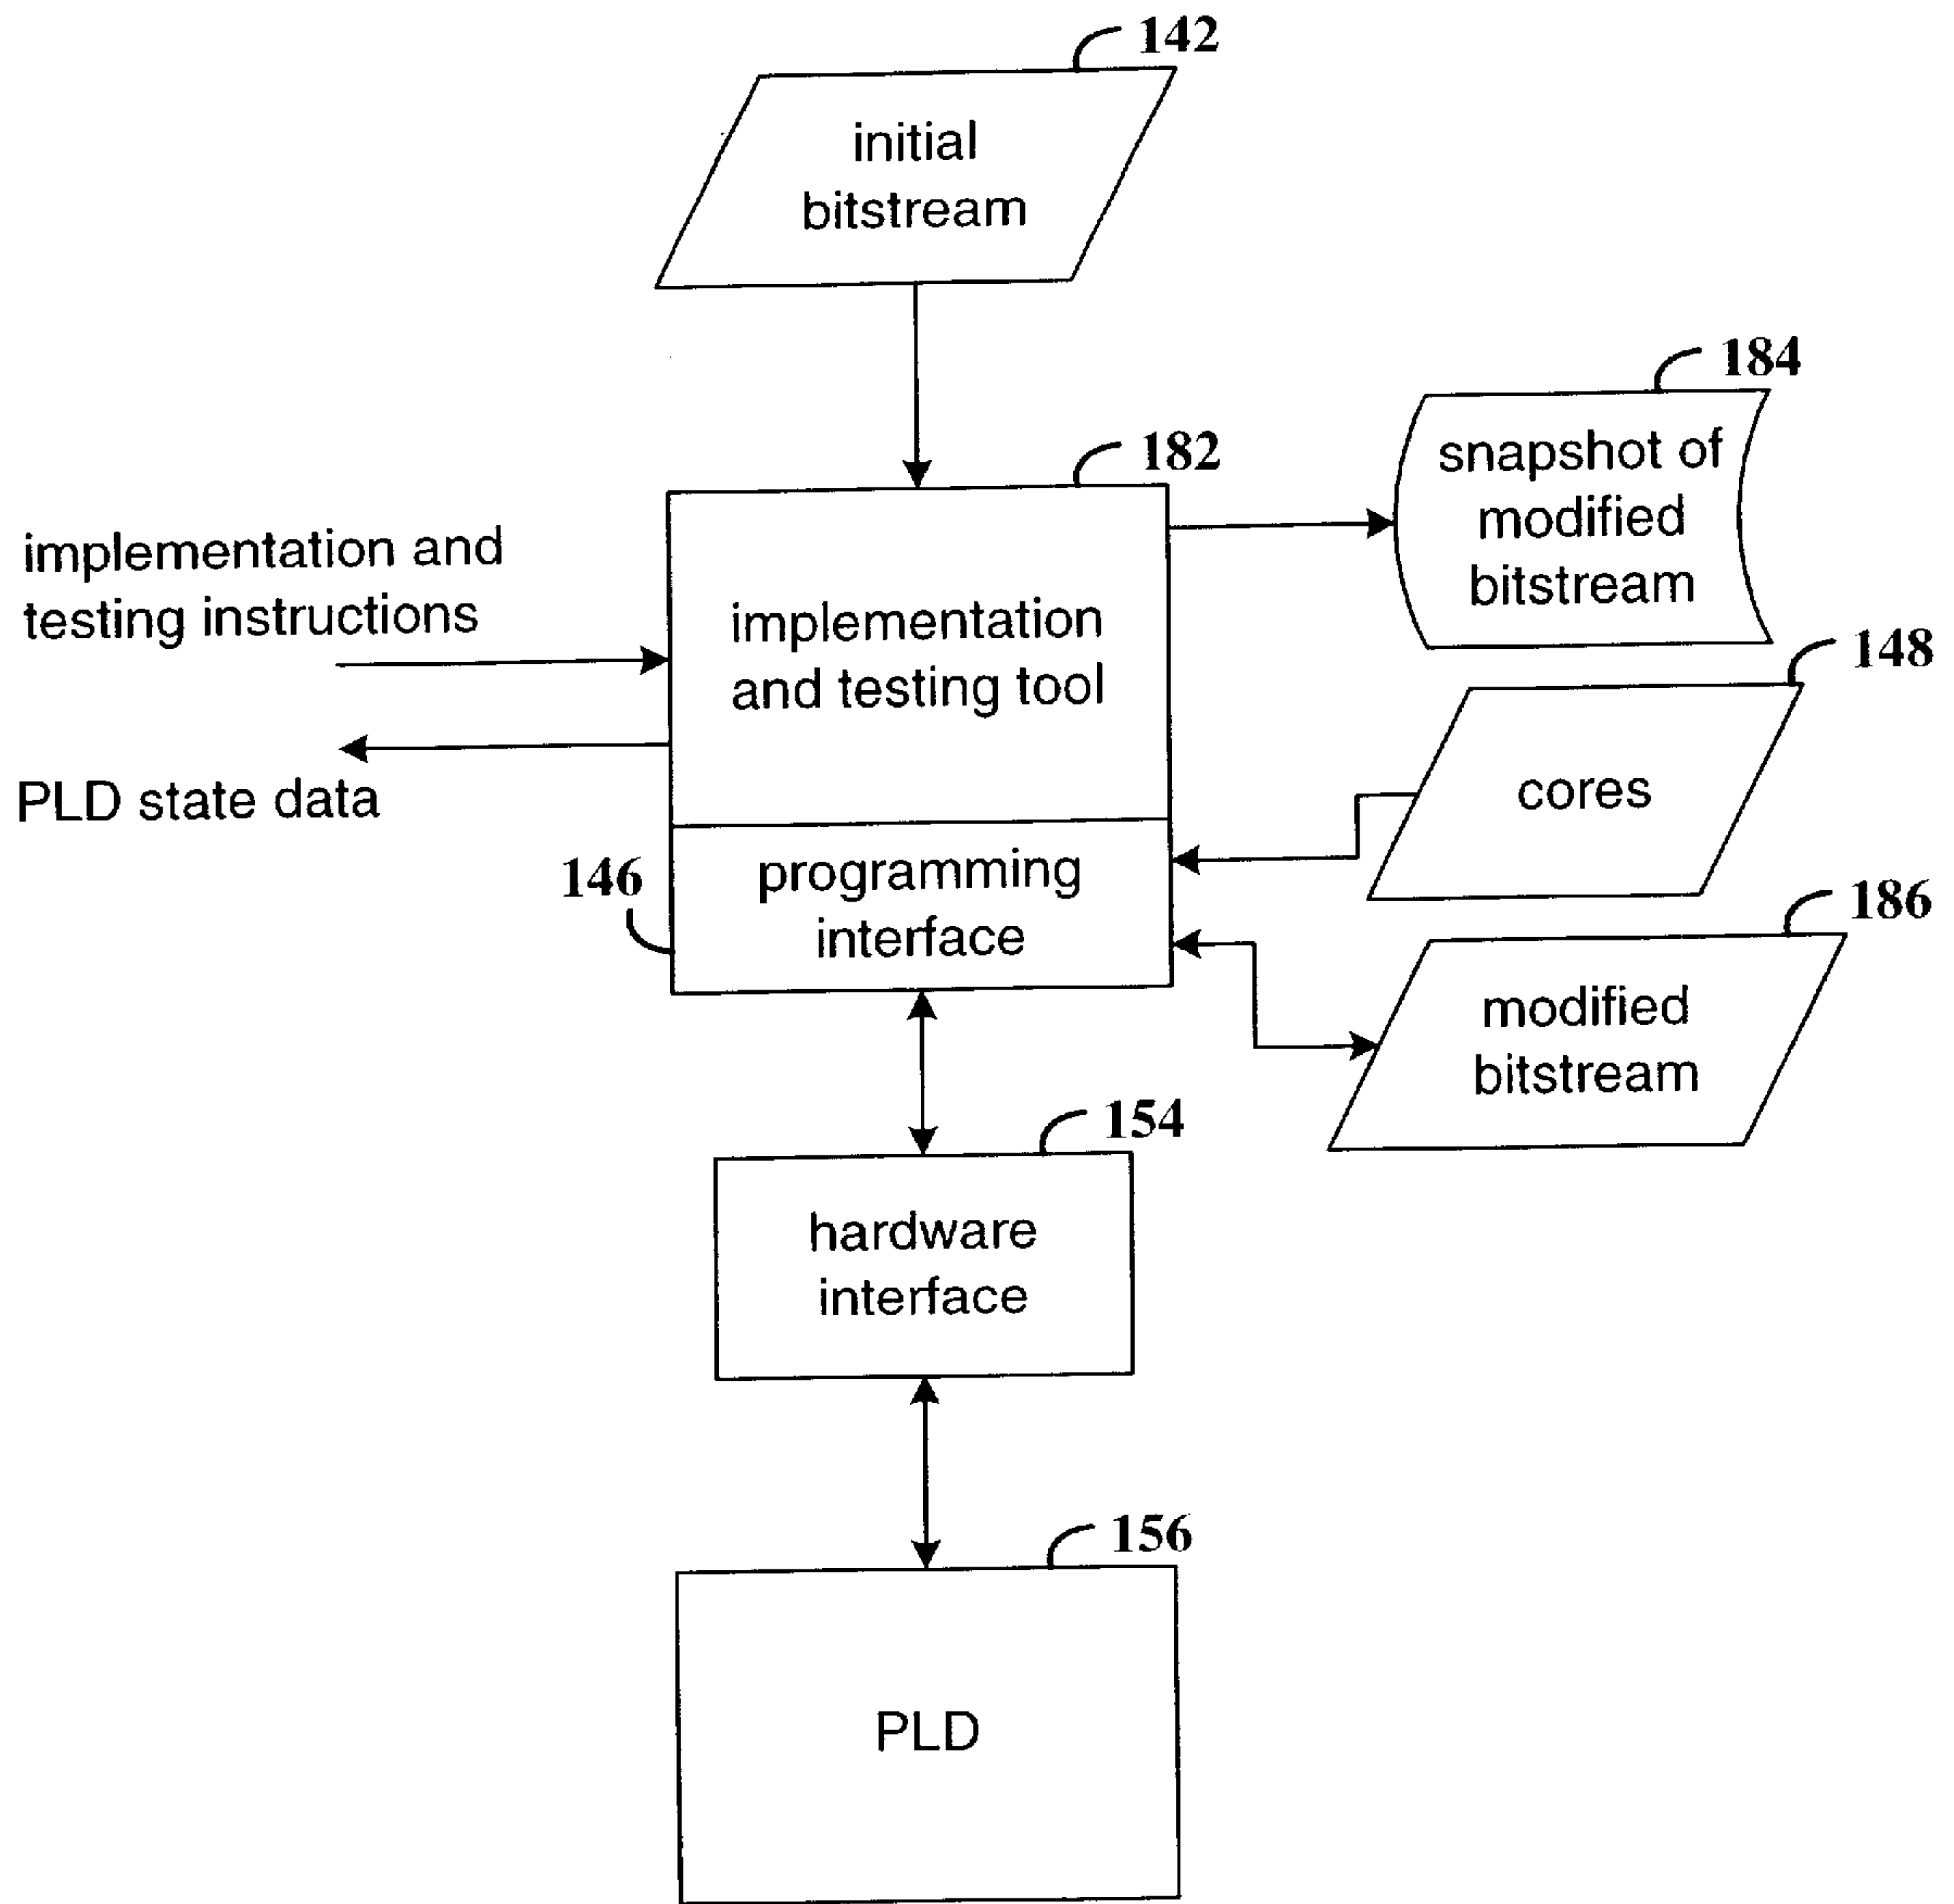 142
initial
bitstream
184
snapshot of
modified
bitstream
182
implementation and
testing instructions
implementation
and testing tool
PLD state data
148
cores
146
programming
interface
186
modified
bitstream
154
hardware
interface
156
PLD